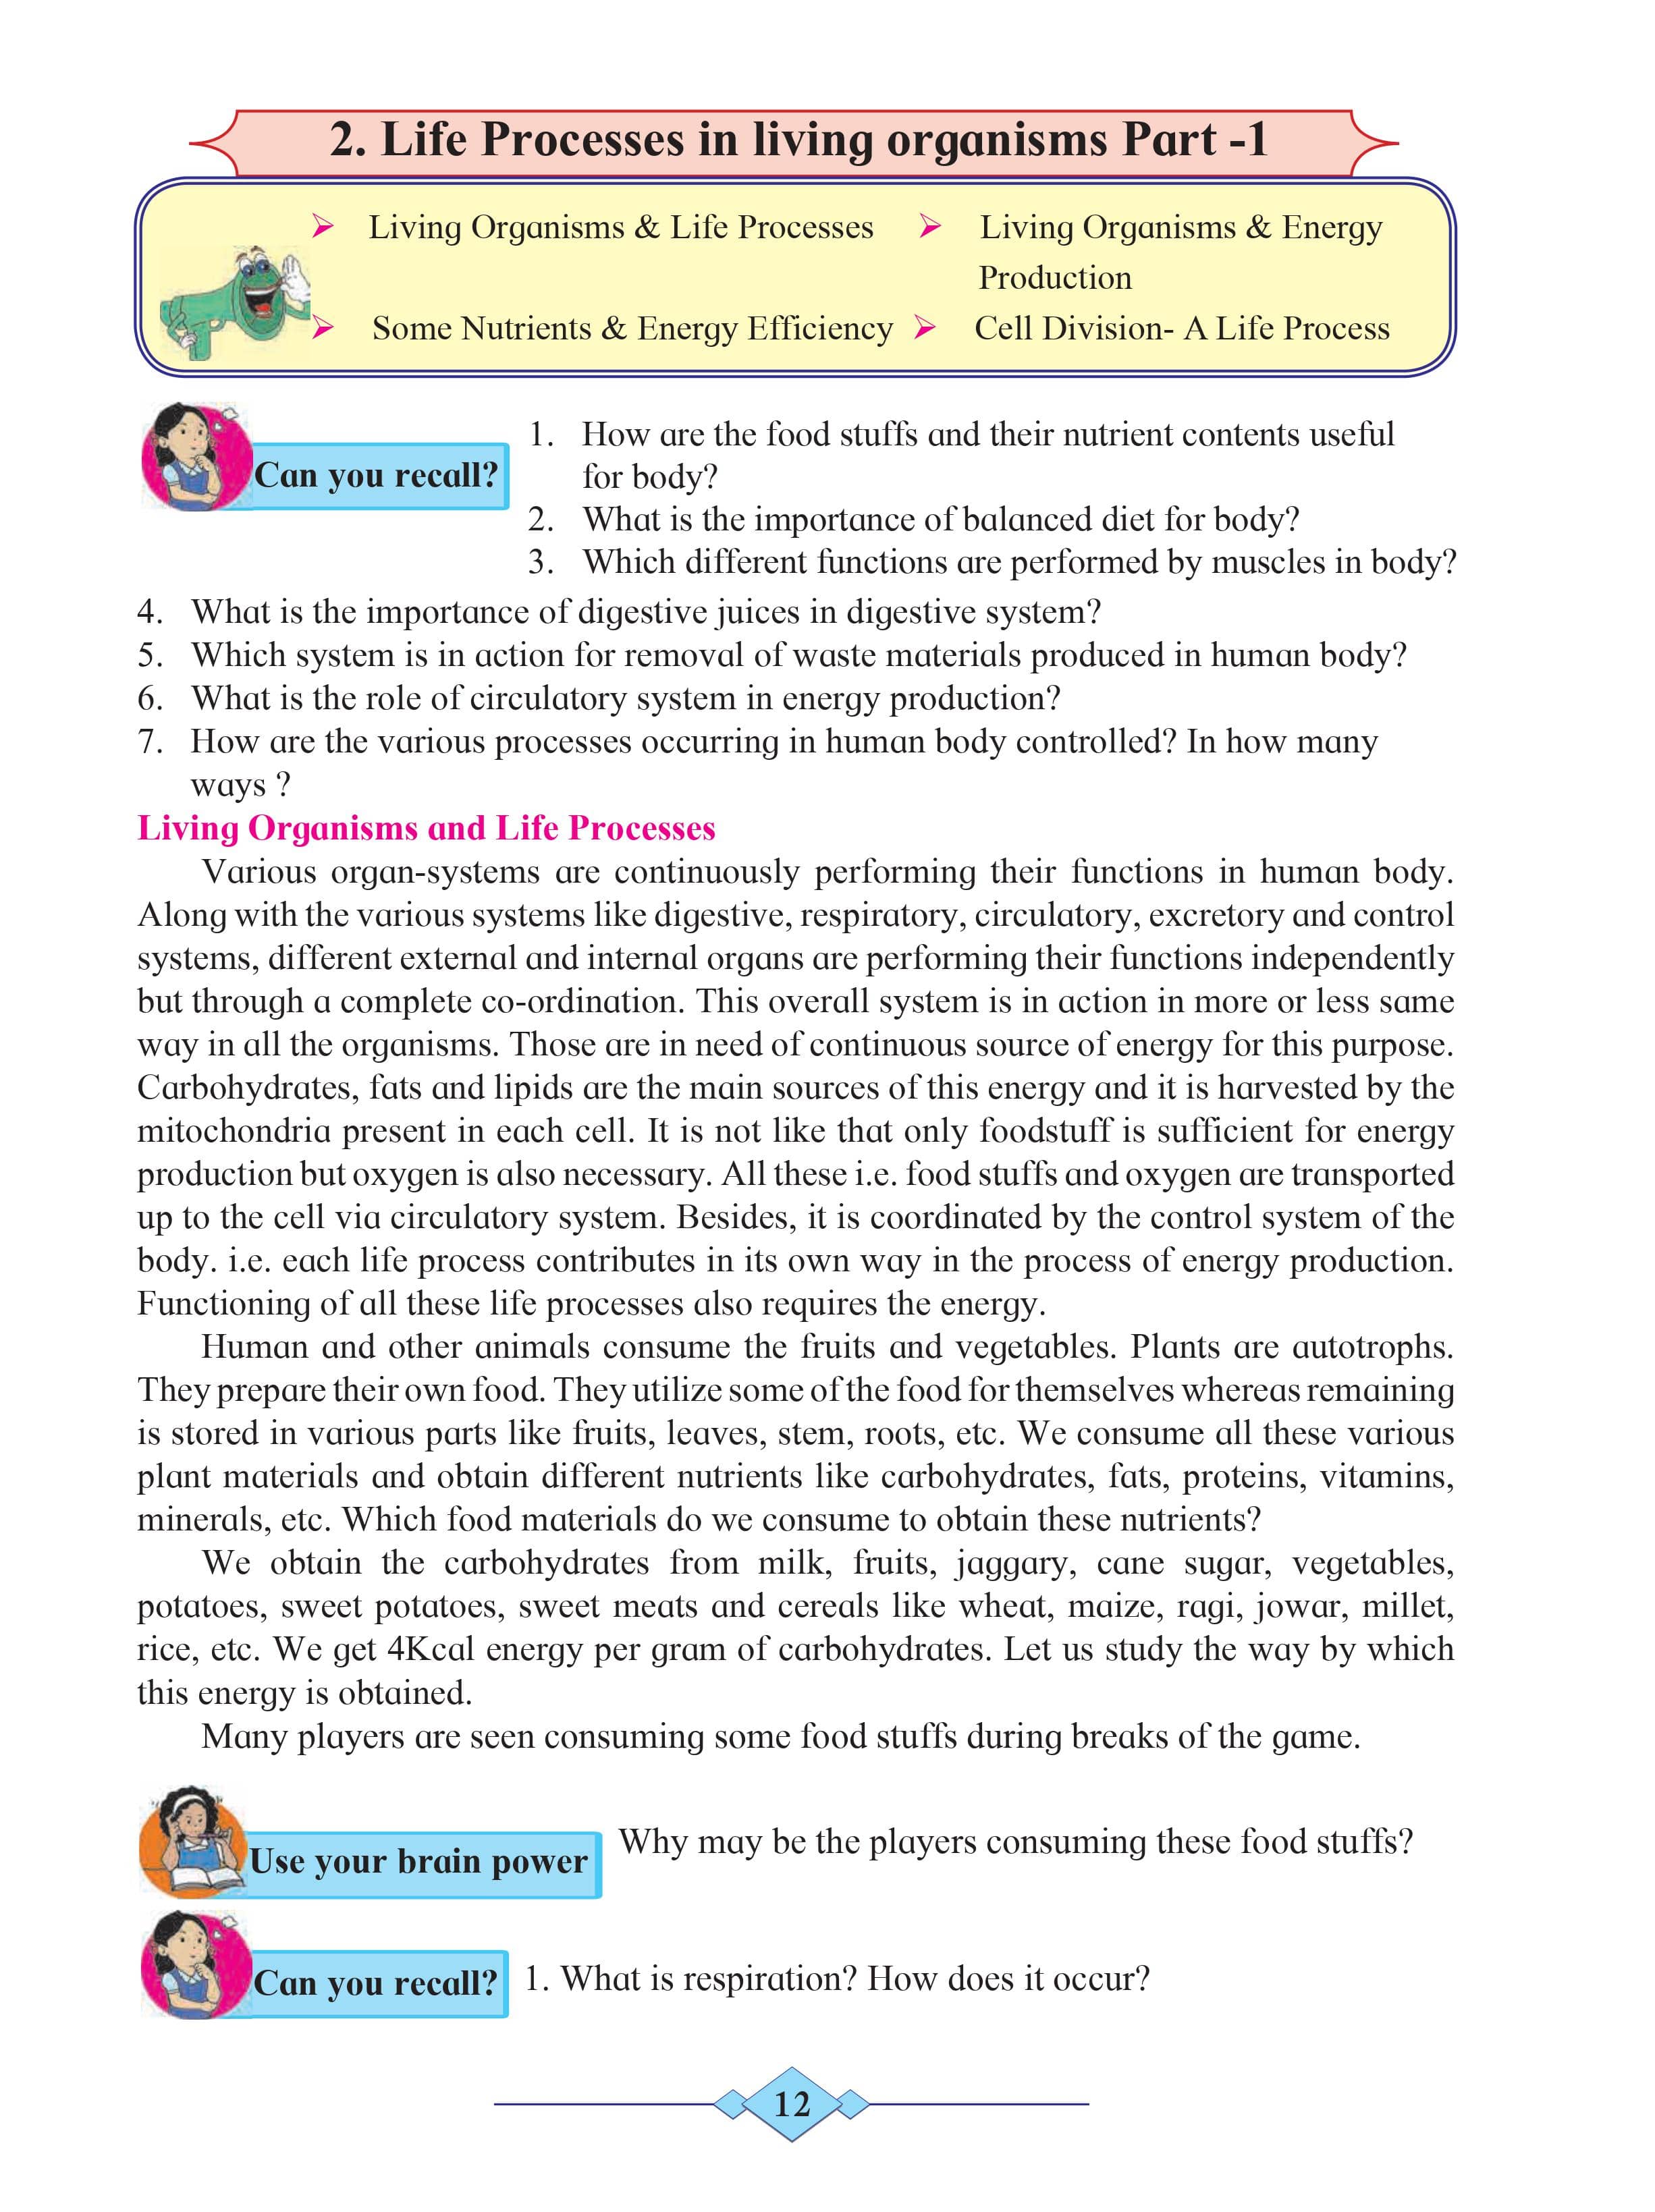 2. Life Processes in living organisms Part -1
➢ Living Organisms & Life Processes ➢ Living Organisms & Energy
Production
➢ Some Nutrients & Energy Efficiency ➢ Cell Division- A Life Process
Can you recall?
1. How are the food stuffs and their nutrient contents useful
for body?
2. What is the importance of balanced diet for body?
3. Which different functions are performed by muscles in body?
4. What is the importance of digestive juices in digestive system?
5. Which system is in action for removal of waste materials produced in human body?
6. What is the role of circulatory system in energy production?
7. How are the various processes occurring in human body controlled? In how many
ways ?
Living Organisms and Life Processes
Various organ-systems are continuously performing their functions in human body.
Along with the various systems like digestive, respiratory, circulatory, excretory and control
systems, different external and internal organs are performing their functions independently
but through a complete co-ordination. This overall system is in action in more or less same
way in all the organisms. Those are in need of continuous source of energy for this purpose.
Carbohydrates, fats and lipids are the main sources of this energy and it is harvested by the
mitochondria present in each cell. It is not like that only foodstuff is sufficient for energy
production but oxygen is also necessary. All these i.e. food stuffs and oxygen are transported
up to the cell via circulatory system. Besides, it is coordinated by the control system of the
body. i.e. each life process contributes in its own way in the process of energy production.
Functioning of all these life processes also requires the energy.
Human and other animals consume the fruits and vegetables. Plants are autotrophs.
They prepare their own food. They utilize some of the food for themselves whereas remaining
is stored in various parts like fruits, leaves, stem, roots, etc. We consume all these various
plant materials and obtain different nutrients like carbohydrates, fats, proteins, vitamins,
minerals, etc. Which food materials do we consume to obtain these nutrients?
We obtain the carbohydrates from milk, fruits, jaggary, cane sugar, vegetables,
potatoes, sweet potatoes, sweet meats and cereals like wheat, maize, ragi, jowar, millet,
rice, etc. We get 4Kcal energy per gram of carbohydrates. Let us study the way by which
this energy is obtained.
Many players are seen consuming some food stuffs during breaks of the game.
Use your brain power
Why may be the players consuming these food stuffs?
Can you recall?
1. What is respiration? How does it occur?
12